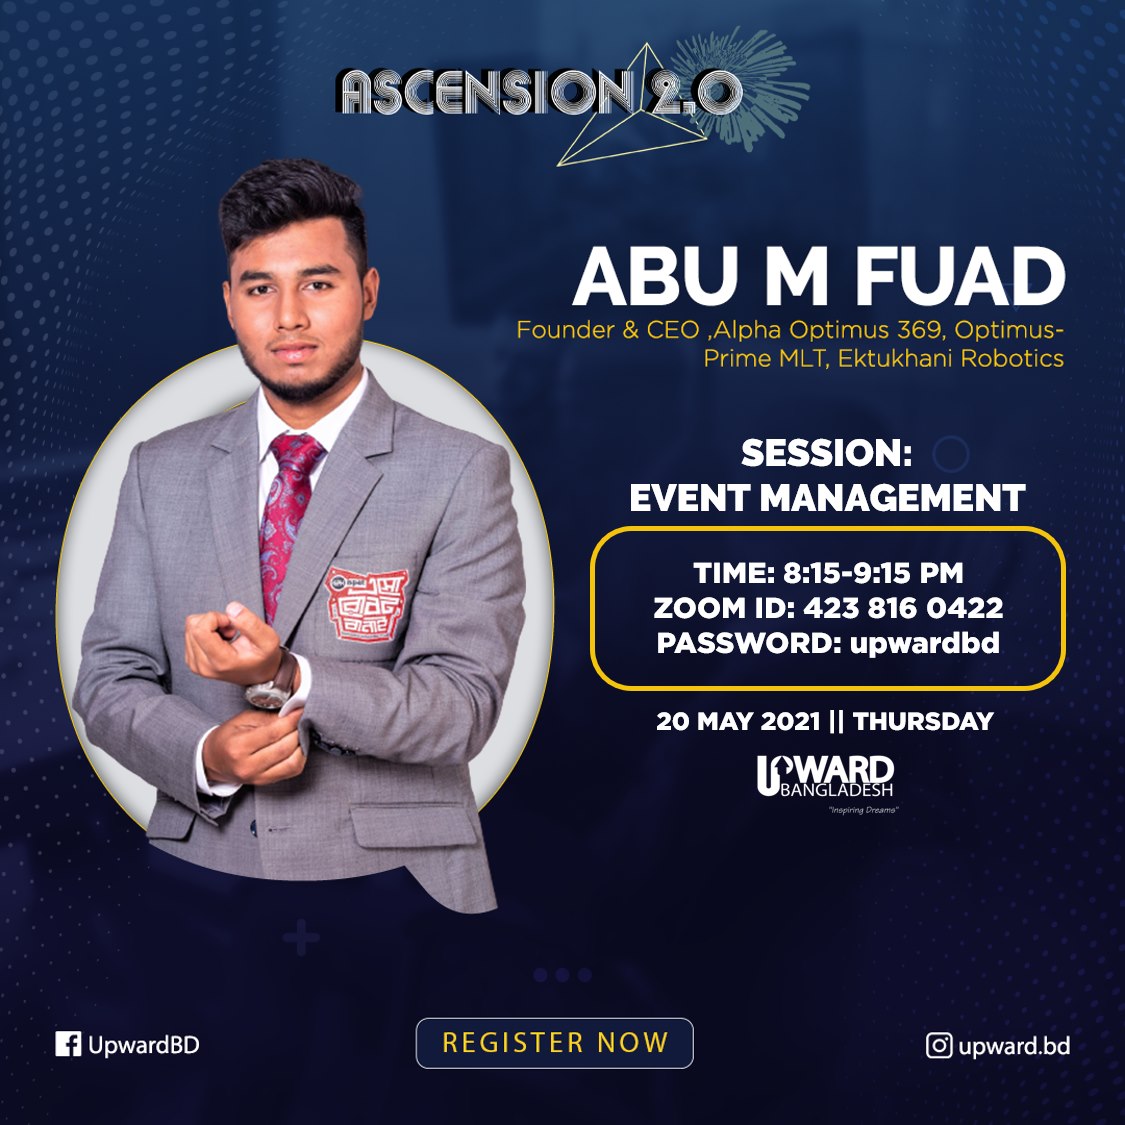 ASCENSION 2.0
ABU M FUAD
Founder & CEO ,Alpha Optimus 369, Optimus-
Prime MLT, Ektukhani Robotics
SESSION:
EVENT MANAGEMENT
TIME: 8:15-9:15 PM
ZOOM ID: 423 816 0422
PASSWORD: upwardbd
20 MAY 2021 || THURSDAY
UPWARD
BANGLADESH
"Inspiring Dreams"
এসো
রোবট
বানাই
UpwardBD
REGISTER NOW
upward.bd